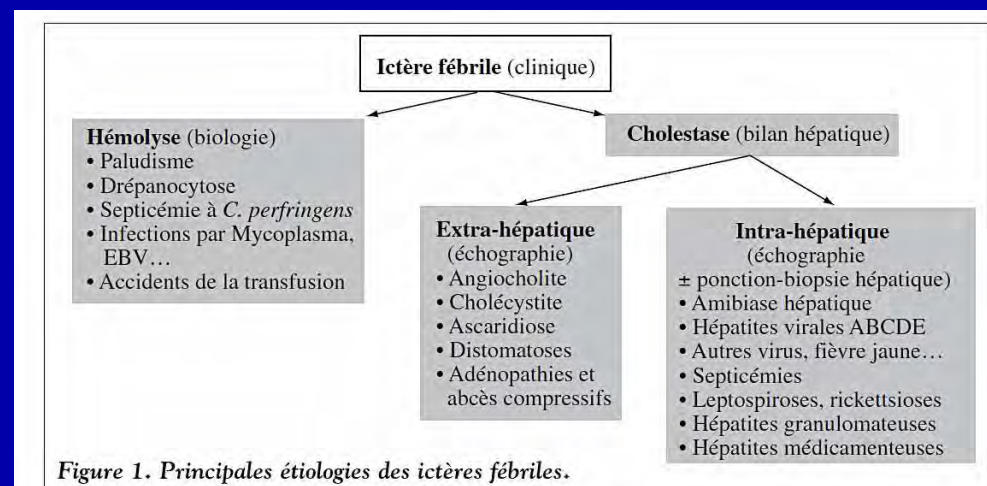 Ictère fébrile (clinique)
Hémolyse (biologie)
• Paludisme
• Drépanocytose
• Septicémie à C. perfringens
• Infections par Mycoplasma,
EBV…
• Accidents de la transfusion
Cholestase (bilan hépatique)
Extra-hépatique
(échographie)
• Angiocholite
• Cholécystite
• Ascaridiose
• Distomatoses
• Adénopathies et
abcès compressifs
Intra-hépatique
(échographie
± ponction-biopsie hépatique)
• Amibiase hépatique
• Hépatites virales ABCDE
• Autres virus, fièvre jaune…
• Septicémies
• Leptospiroses, rickettsioses
• Hépatites granulomateuses
• Hépatites médicamenteuses
Figure 1. Principales étiologies des ictères fébriles.